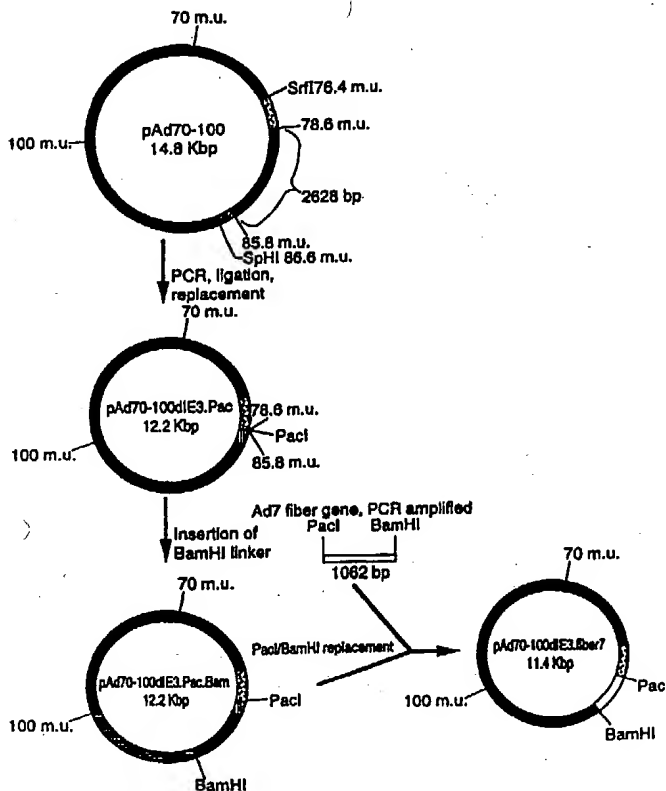 70 m.u.
SrfI76.4 m.u.
pAd70-100
14.8 Kbp
78.6 m.u.
100 m.u.
2628 bp
85.8 m.u.
SpHI 86.6 m.u.
PCR, ligation,
replacement
70 m.u.
pAd70-100dlE3.Pac
12.2 Kbp
78.6 m.u.
PacI
100 m.u.
85.8 m.u.
Ad7 fiber gene, PCR amplified
PacI BamHI
Insertion of
BamHI linker
1062 bp
70 m.u.
70 m.u.
pAd70-100dlE3.Pac.Bam
12.2 Kbp
PacI/BamHI replacement
pAd70-100dlE3.fiber7
11.4 Kbp
PacI
Pac
100 m.u.
100 m.u.
BamHI
BamHI